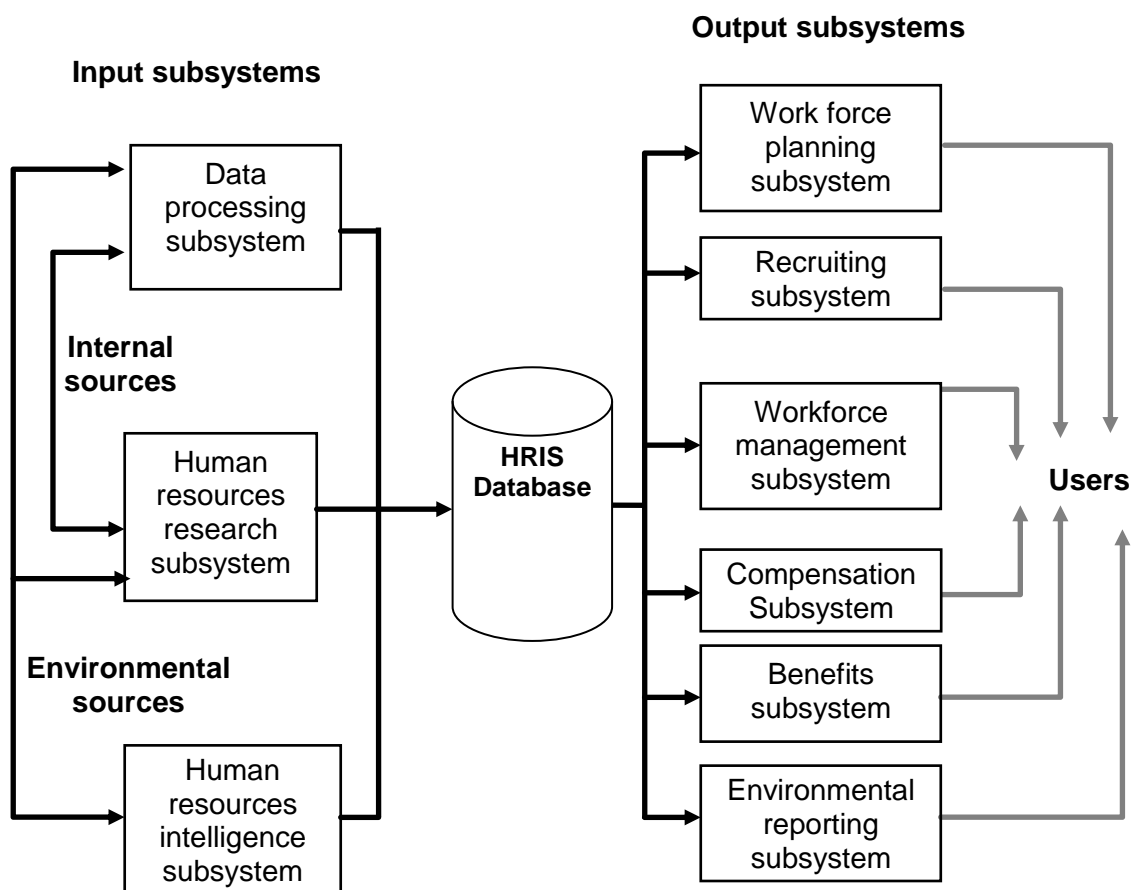 Output subsystems
Input subsystems
Data
processing
subsystem
Internal
sources
Human
resources
research
subsystem
Environmental
sources
Human
resources
intelligence
subsystem
HRIS
Database
Work force
planning
subsystem
Recruiting
subsystem
Workforce
management
subsystem
Compensation
Subsystem
Benefits
subsystem
Environmental
reporting
subsystem
Users